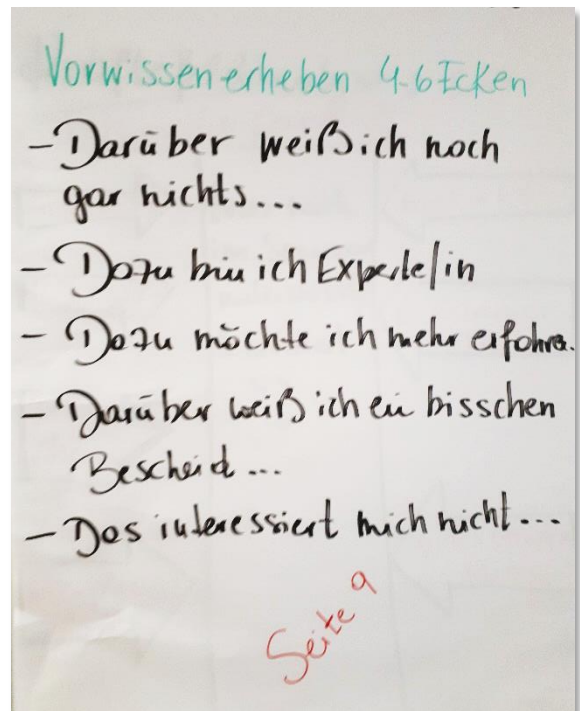 Vorwissen erheben 4-6 Ecken
- Darüber weiß ich noch
gar nichts...
- Dazu bin ich Experte/in
- Dazu möchte ich mehr erfahren.
- Darüber weiß ich ein bisschen
Bescheid...
- Das interessiert mich nicht...
Seite 9